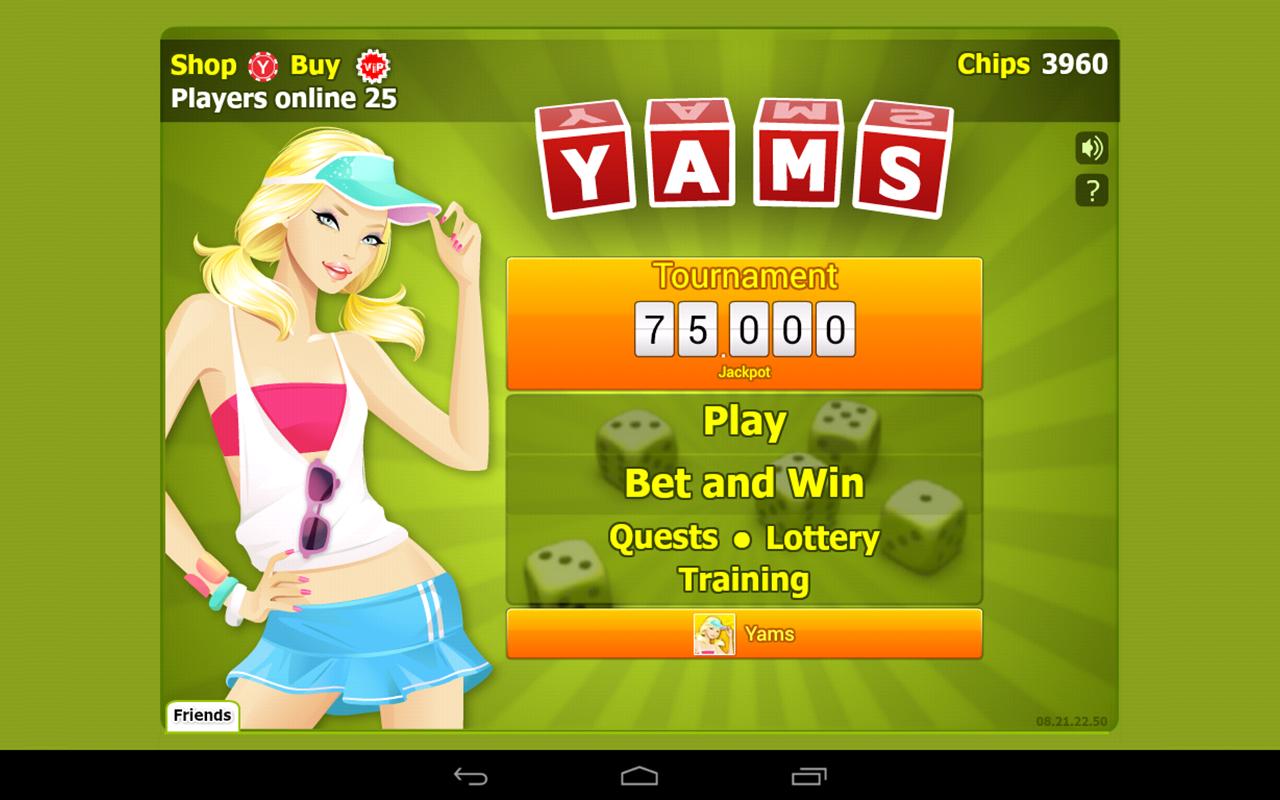 Shop Y Buy VIP
Chips 3960
Players online 25
Y A M S
Y A M S
?
Tournament
75.000
Jackpot
Play
Bet and Win
Quests • Lottery
Training
Yams
Friends
08.21.22.50